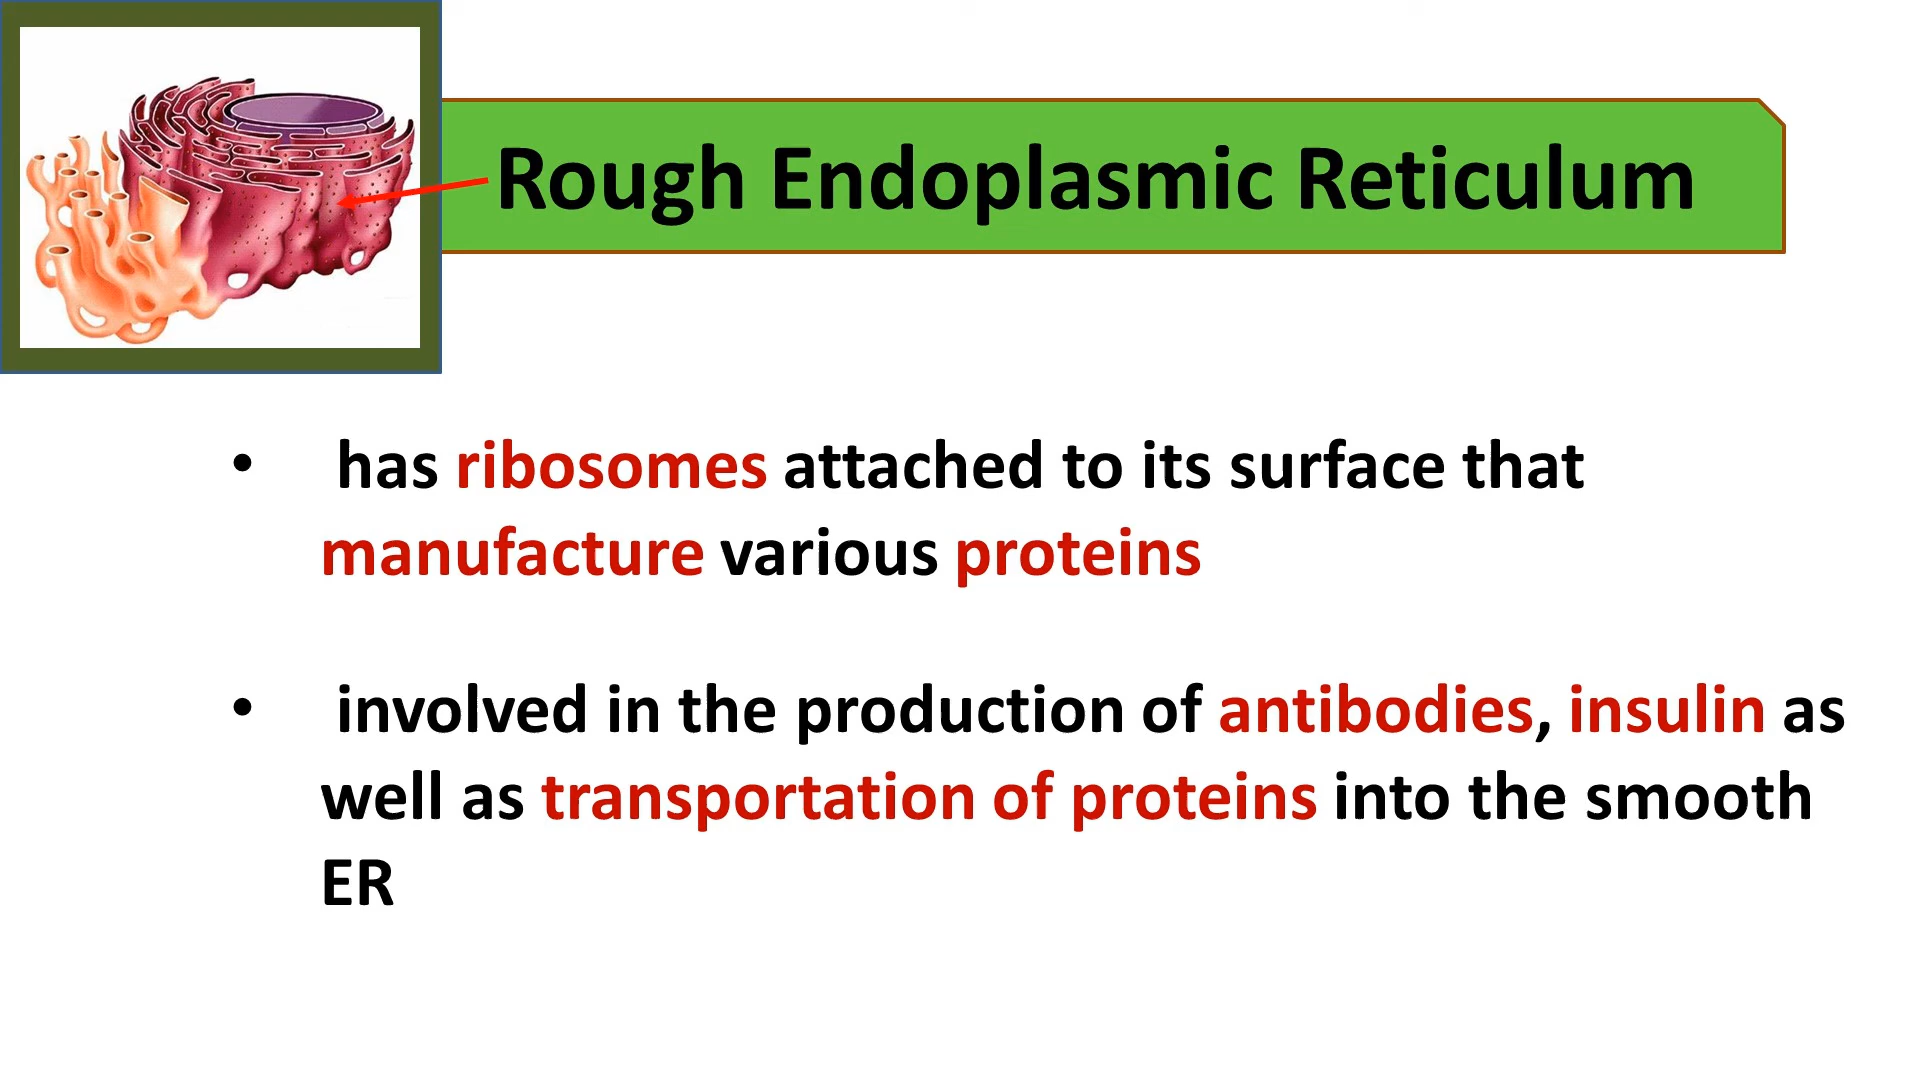 Rough Endoplasmic Reticulum
• has ribosomes attached to its surface that
manufacture various proteins
• involved in the production of antibodies, insulin as
well as transportation of proteins into the smooth
ER